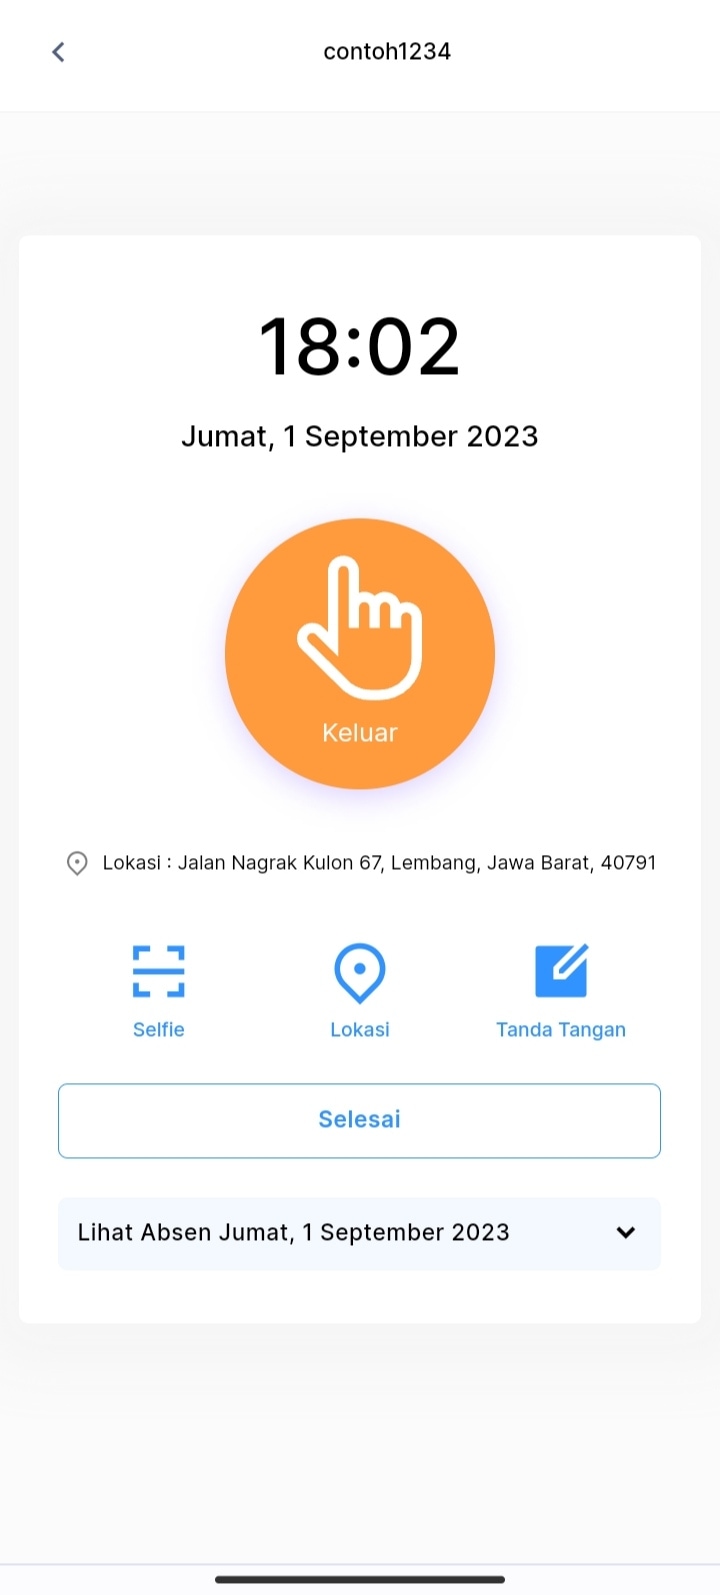 contoh1234
18:02
Jumat, 1 September 2023
Keluar
Lokasi : Jalan Nagrak Kulon 67, Lembang, Jawa Barat, 40791
Selfie
Lokasi
Tanda Tangan
Selesai
Lihat Absen Jumat, 1 September 2023